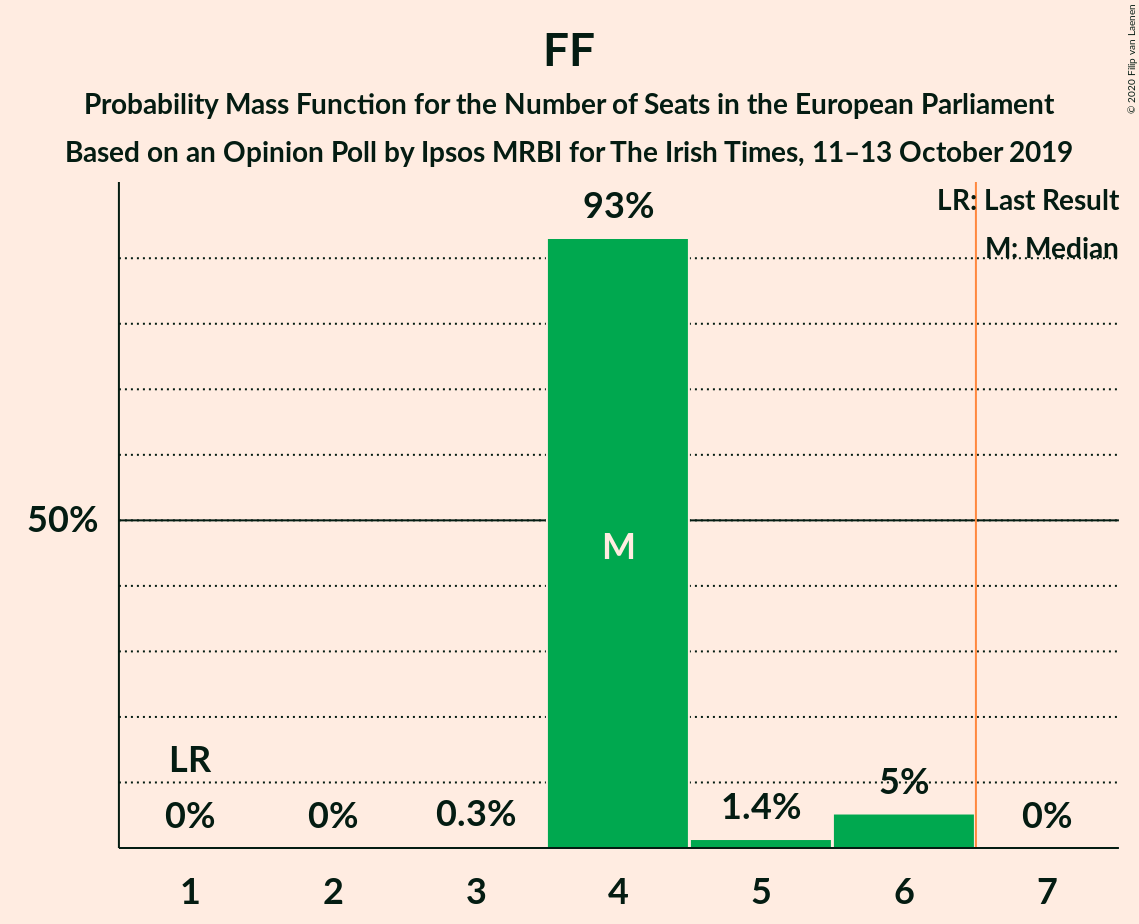 FF
Probability Mass Function for the Number of Seats in the European Parliament
Based on an Opinion Poll by Ipsos MRBI for The Irish Times, 11–13 October 2019
© 2020 Filip van Laenen
LR: Last Result
M: Median
93%
50%
M
LR
0%
0%
0.3%
1.4%
5%
0%
1
2
3
4
5
6
7